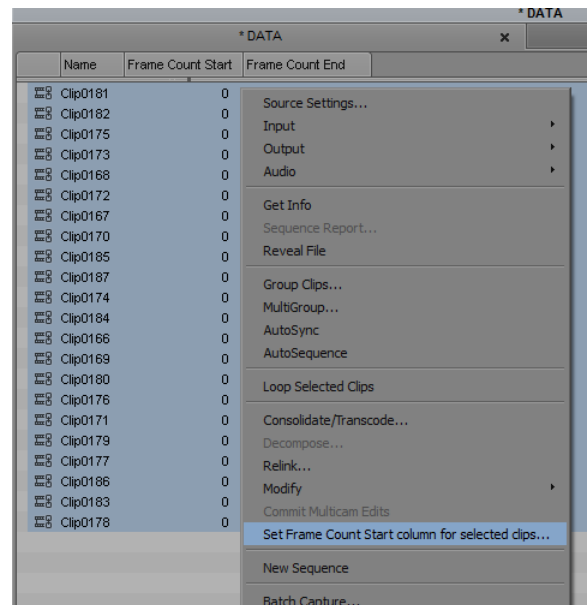 * DATA
* DATA x
Name Frame Count Start Frame Count End
Clip0181 0
Clip0182 0
Clip0175 0
Clip0173 0
Clip0168 0
Clip0172 0
Clip0167 0
Clip0170 0
Clip0185 0
Clip0187 0
Clip0174 0
Clip0184 0
Clip0166 0
Clip0169 0
Clip0180 0
Clip0176 0
Clip0171 0
Clip0179 0
Clip0177 0
Clip0186 0
Clip0183 0
Clip0178 0
Source Settings...
Input
Output
Audio
Get Info
Sequence Report...
Reveal File
Group Clips...
MultiGroup...
AutoSync
AutoSequence
Loop Selected Clips
Consolidate/Transcode...
Decompose...
Relink...
Modify
Commit Multicam Edits
Set Frame Count Start column for selected clips...
New Sequence
Batch Capture...